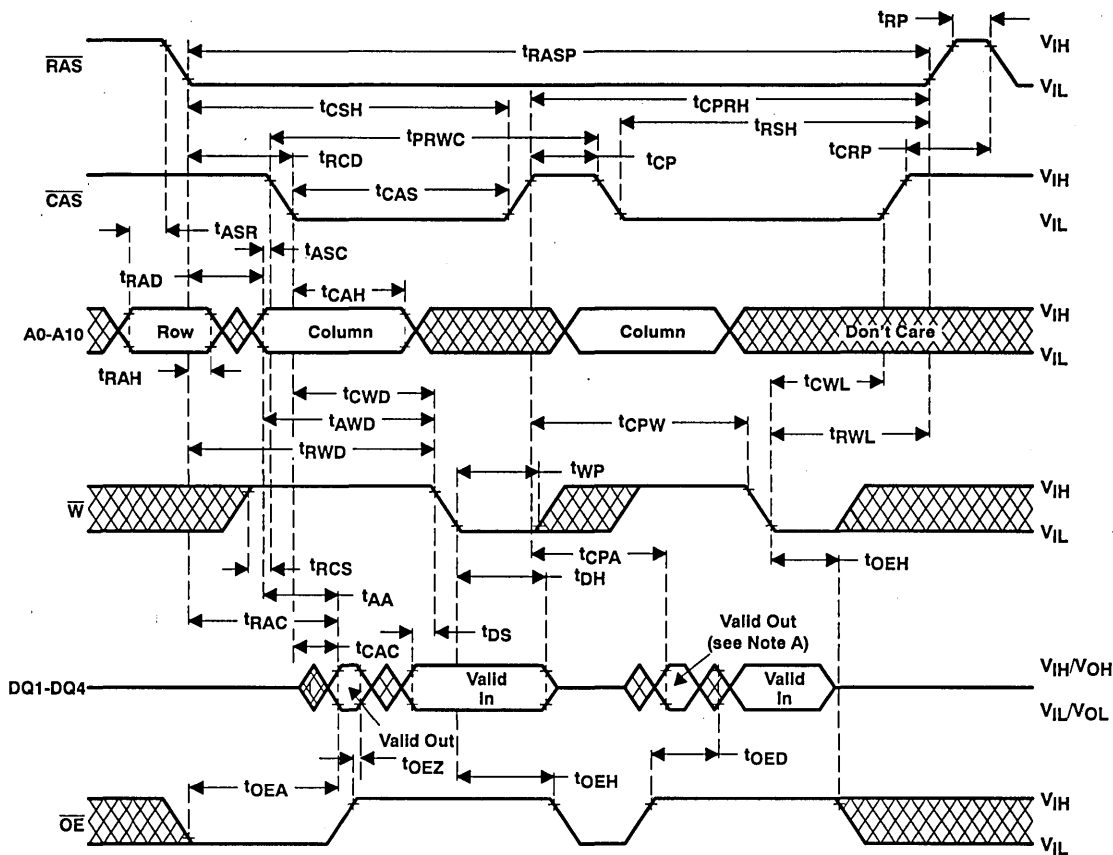 tRP
RAS
tRASP
VIH
VIL
tCSH
tCPRH
tPRWC
tRSH
tRCD
tCP
tCRP
CAS
tCAS
VIH
VIL
tASR
tASC
tRAD
tCAH
A0-A10
Row
Column
Column
Don't Care
VIH
VIL
tRAH
tCWD
tCWL
tAWD
tCPW
tRWD
tRWL
tWP
W
VIH
VIL
tRCS
tCPA
tOEH
tDH
tAA
tRAC
tDS
Valid Out
(see Note A)
tCAC
DQ1-DQ4
Valid
In
Valid
In
VIH/VOH
VIL/VOL
Valid Out
tOEZ
tOED
tOEA
tOEH
OE
VIH
VIL